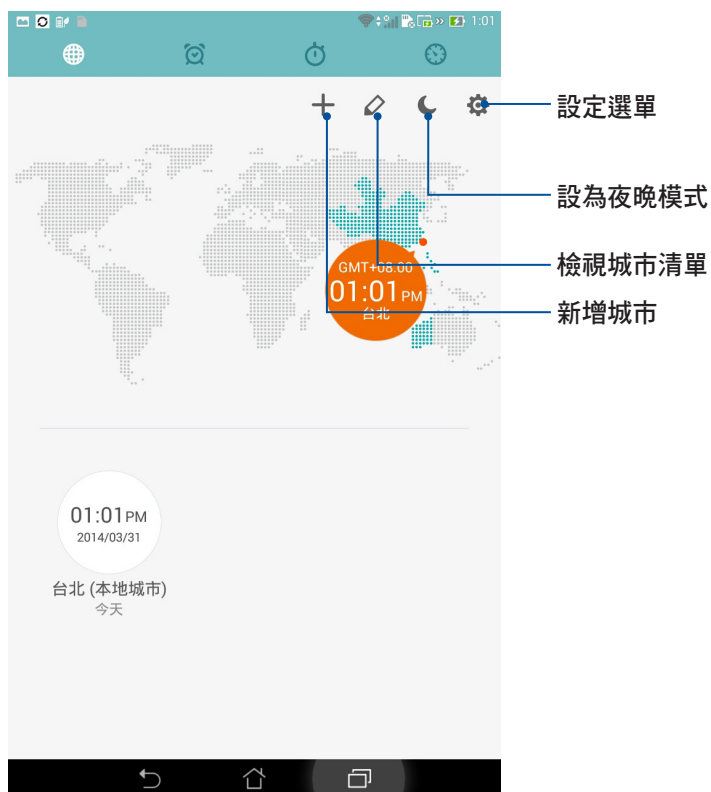 1:01
設定選單
設為夜晚模式
檢視城市清單
新增城市
GMT+08:00
01:01 PM
台北
01:01PM
2014/03/31
台北 (本地城市)
今天